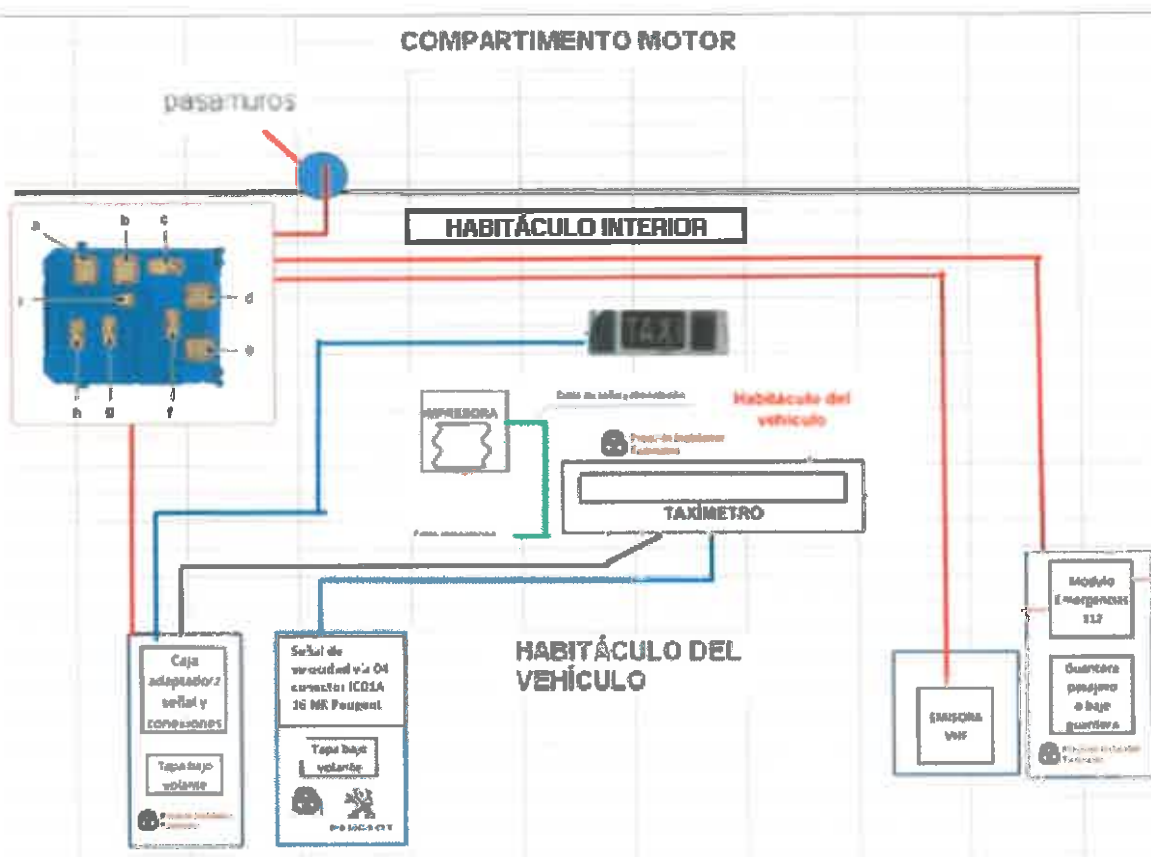 COMPARTIMENTO MOTOR
pasamuros
HABITÁCULO INTERIOR
a
b
c
d
e
f
g
h
TAXI
IMPRESORA
Habitáculo del
vehículo
TAXÍMETRO
Caja
adaptadora
señal y
conexiones
Tapa bajo
volante
Señal de
velocidad vía 04
conector IC01A
16 NR Peugeot
Tapa bajo
volante
PEUGEOT
HABITÁCULO DEL
VEHÍCULO
EMISORA
VHF
Modulo
Emergencias
112
Guantera
pasajero
o bajo
guantera